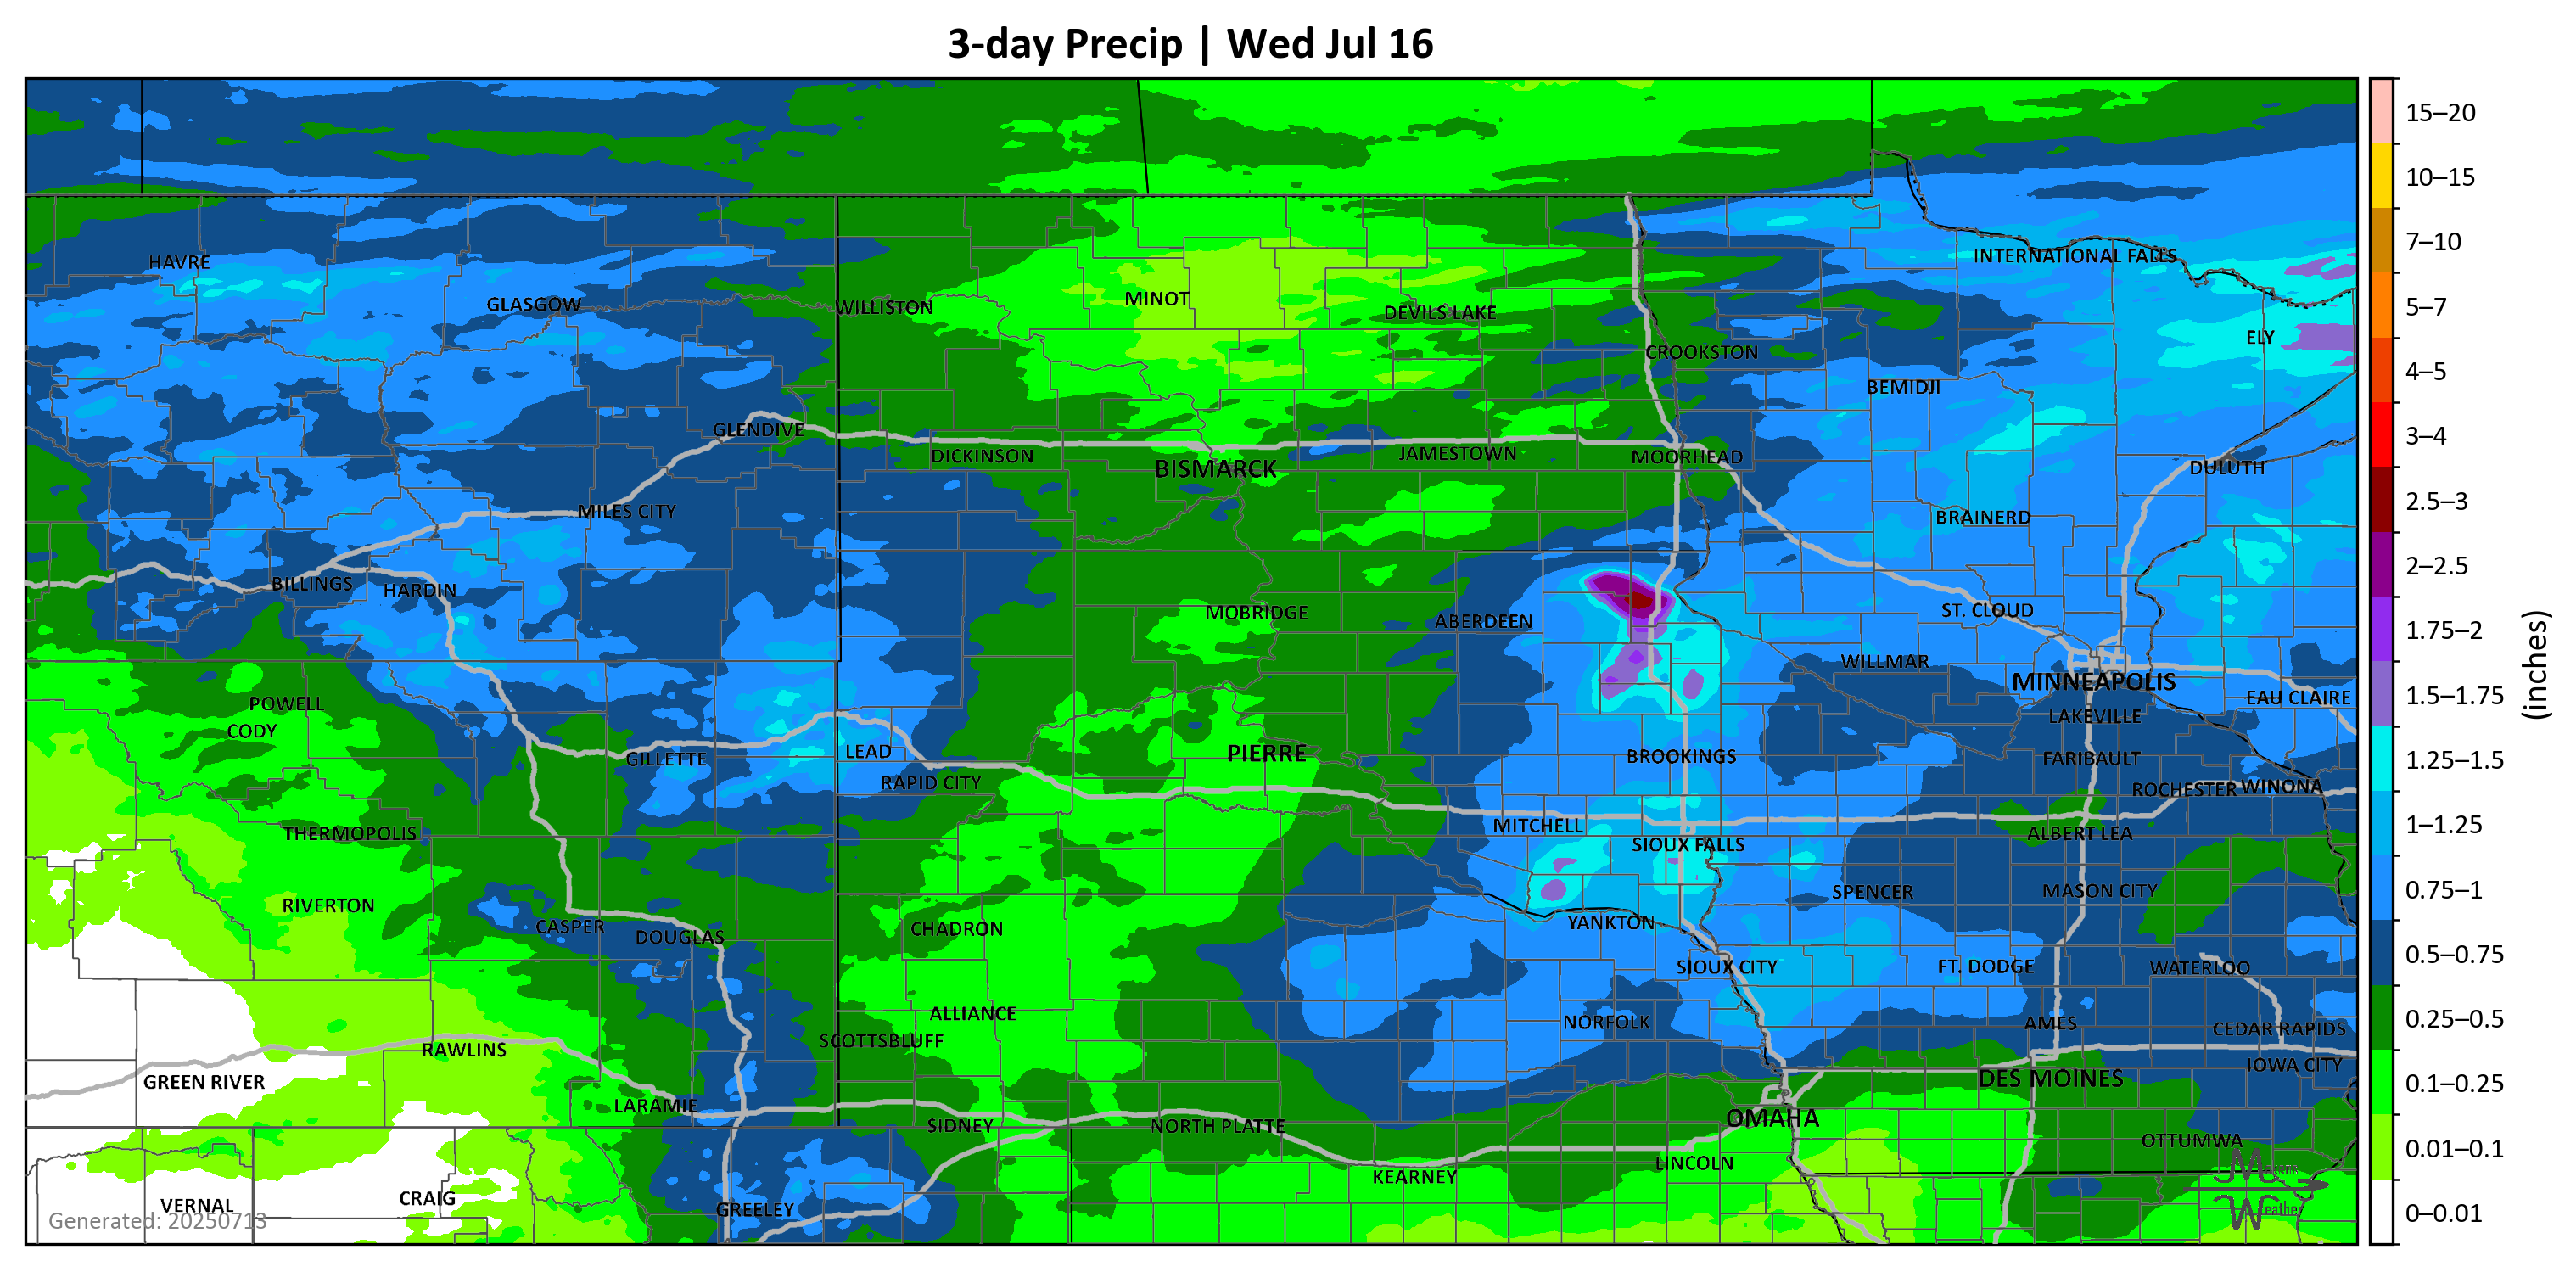 3-day Precip | Wed Jul 16
HAVRE
INTERNATIONAL FALLS
GLASGOW
WILLISTON
MINOT
DEVILS LAKE
ELY
CROOKSTON
BEMIDJI
GLENDIVE
DICKINSON
BISMARCK
JAMESTOWN
MOORHEAD
DULUTH
MILES CITY
BRAINERD
BILLINGS
HARDIN
MOBRIDGE
ABERDEEN
ST. CLOUD
WILLMAR
MINNEAPOLIS
POWELL
EAU CLAIRE
CODY
LAKEVILLE
GILLETTE
LEAD
PIERRE
BROOKINGS
FARIBAULT
RAPID CITY
ROCHESTER
WINONA
THERMOPOLIS
MITCHELL
ALBERT LEA
SIOUX FALLS
RIVERTON
SPENCER
MASON CITY
CASPER
DOUGLAS
CHADRON
YANKTON
SIOUX CITY
FT. DODGE
WATERLOO
ALLIANCE
NORFOLK
AMES
CEDAR RAPIDS
SCOTTSBLUFF
RAWLINS
IOWA CITY
GREEN RIVER
DES MOINES
LARAMIE
SIDNEY
NORTH PLATTE
OMAHA
OTTUMWA
LINCOLN
KEARNEY
VERNAL
CRAIG
GREELEY
Generated: 20250713
Weather
15–20
10–15
7–10
5–7
4–5
3–4
2.5–3
2–2.5
1.75–2
1.5–1.75
1.25–1.5
1–1.25
0.75–1
0.5–0.75
0.25–0.5
0.1–0.25
0.01–0.1
0–0.01
(inches)